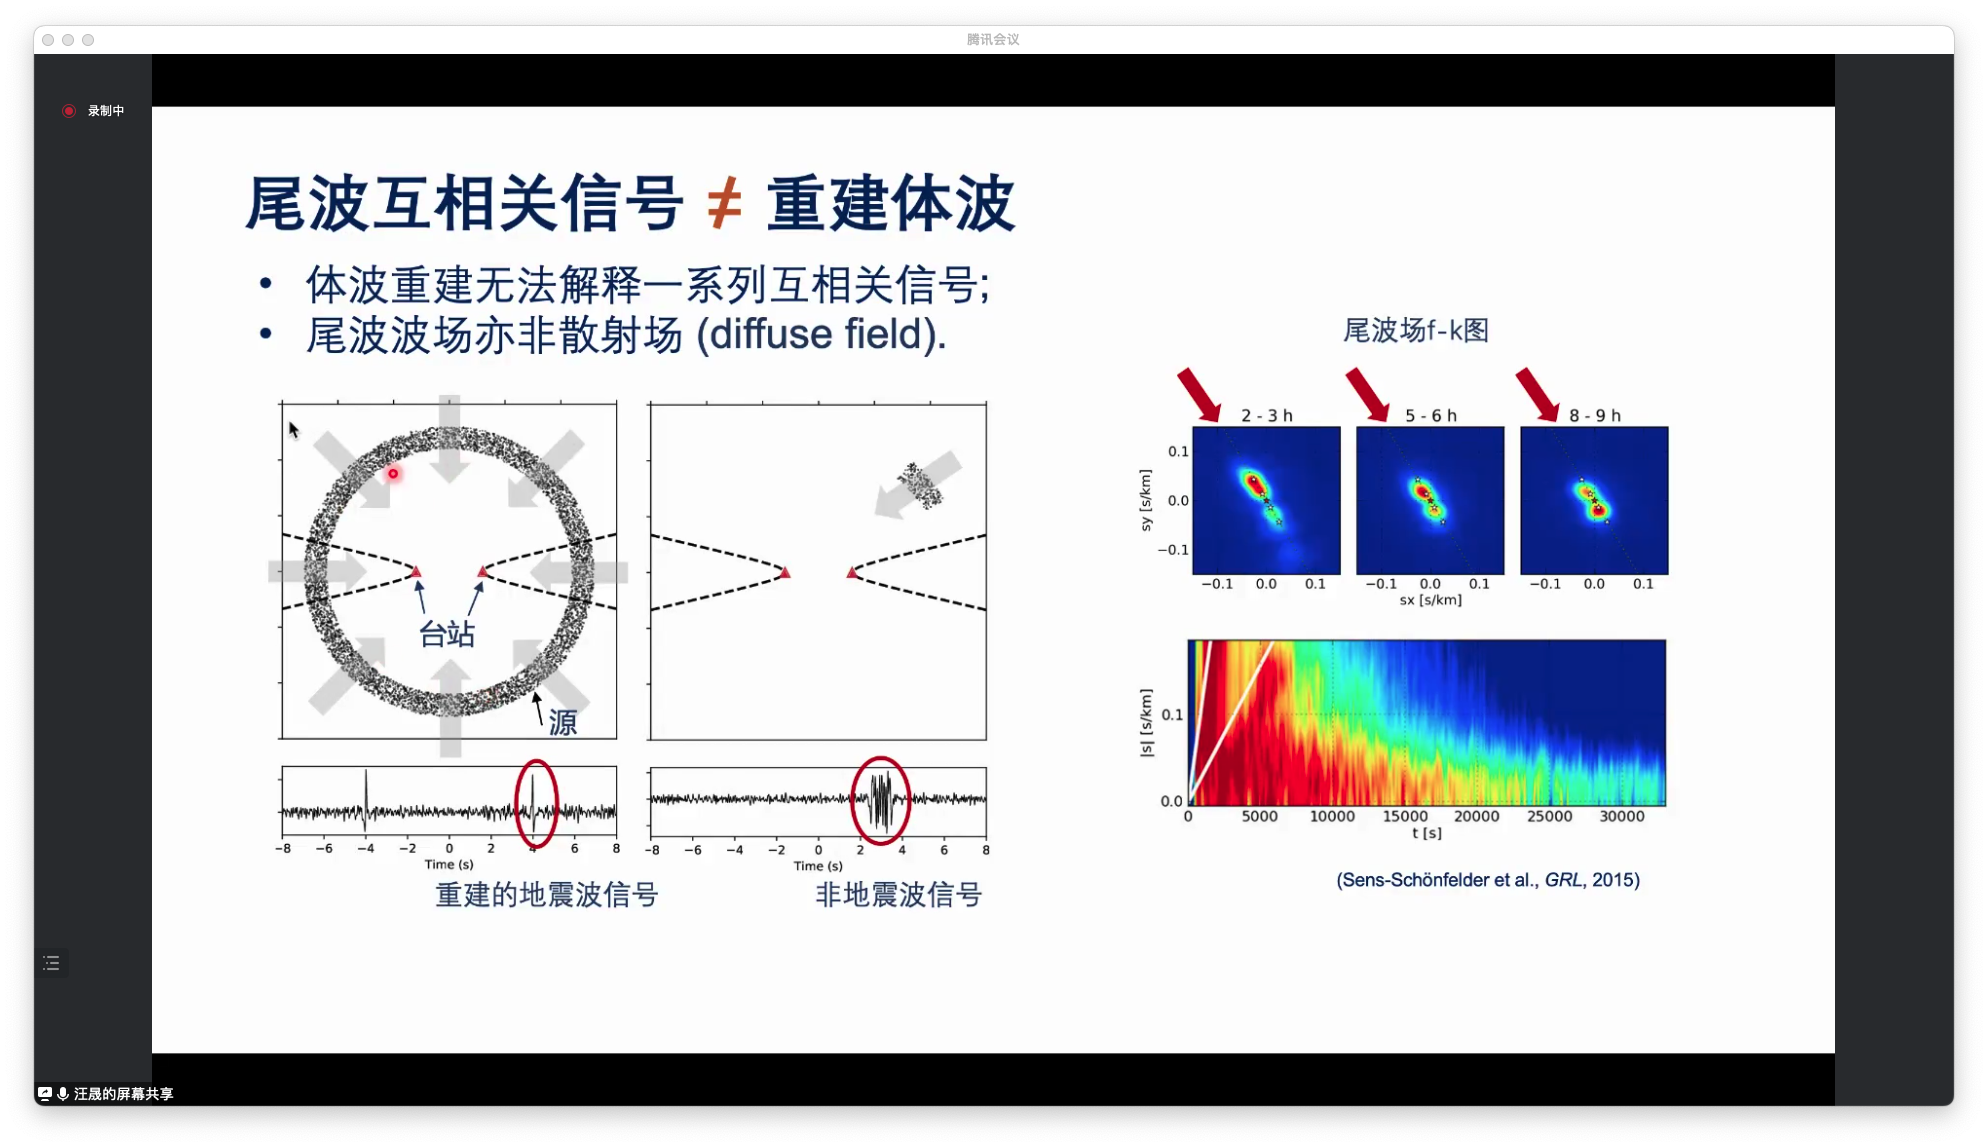 腾讯会议
录制中
尾波互相关信号 ≠ 重建体波
• 体波重建无法解释一系列互相关信号;
• 尾波波场亦非散射场 (diffuse field).
台站
源
-8 -6 -4 -2 0 2 4 6 8
Time (s)
重建的地震波信号
-8 -6 -4 -2 0 2 4 6 8
Time (s)
非地震波信号
尾波场f-k图
2 - 3 h 5 - 6 h 8 - 9 h
0.1
0.0
−0.1
sy [s/km]
−0.1 0.0 0.1 −0.1 0.0 0.1 −0.1 0.0 0.1
sx [s/km]
|s| [s/km]
0.1
0.0
0 5000 10000 15000 20000 25000 30000
t [s]
(Sens-Schönfelder et al., GRL, 2015)
汪晟的屏幕共享